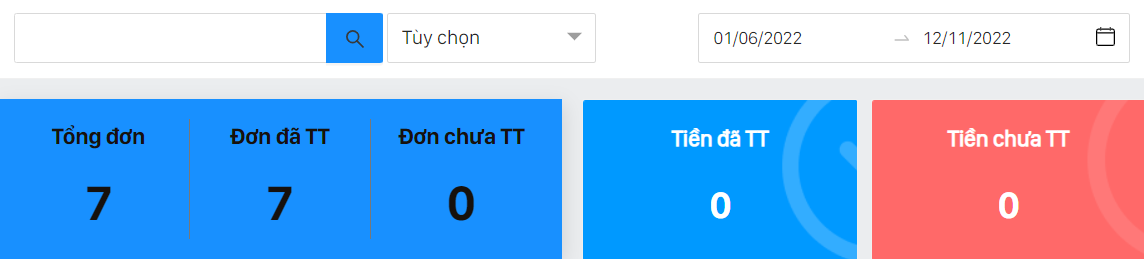 Tùy chọn
01/06/2022
12/11/2022
Tổng đơn
Đơn đã TT
Đơn chưa TT
Tiền đã TT
Tiền chưa TT
7
7
0
0
0